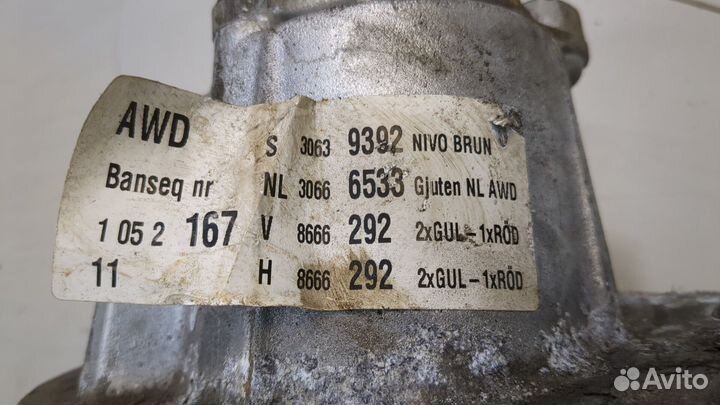 AWD S 3063 9392 NIVO BRUN
Banseq nr NL 3066 6533 Gjuten NL AWD
1 05 2 167 V 8666 292 2xGUL-1xRÖD
11 H 8666 292 2xGUL-1xRÖD
Avito